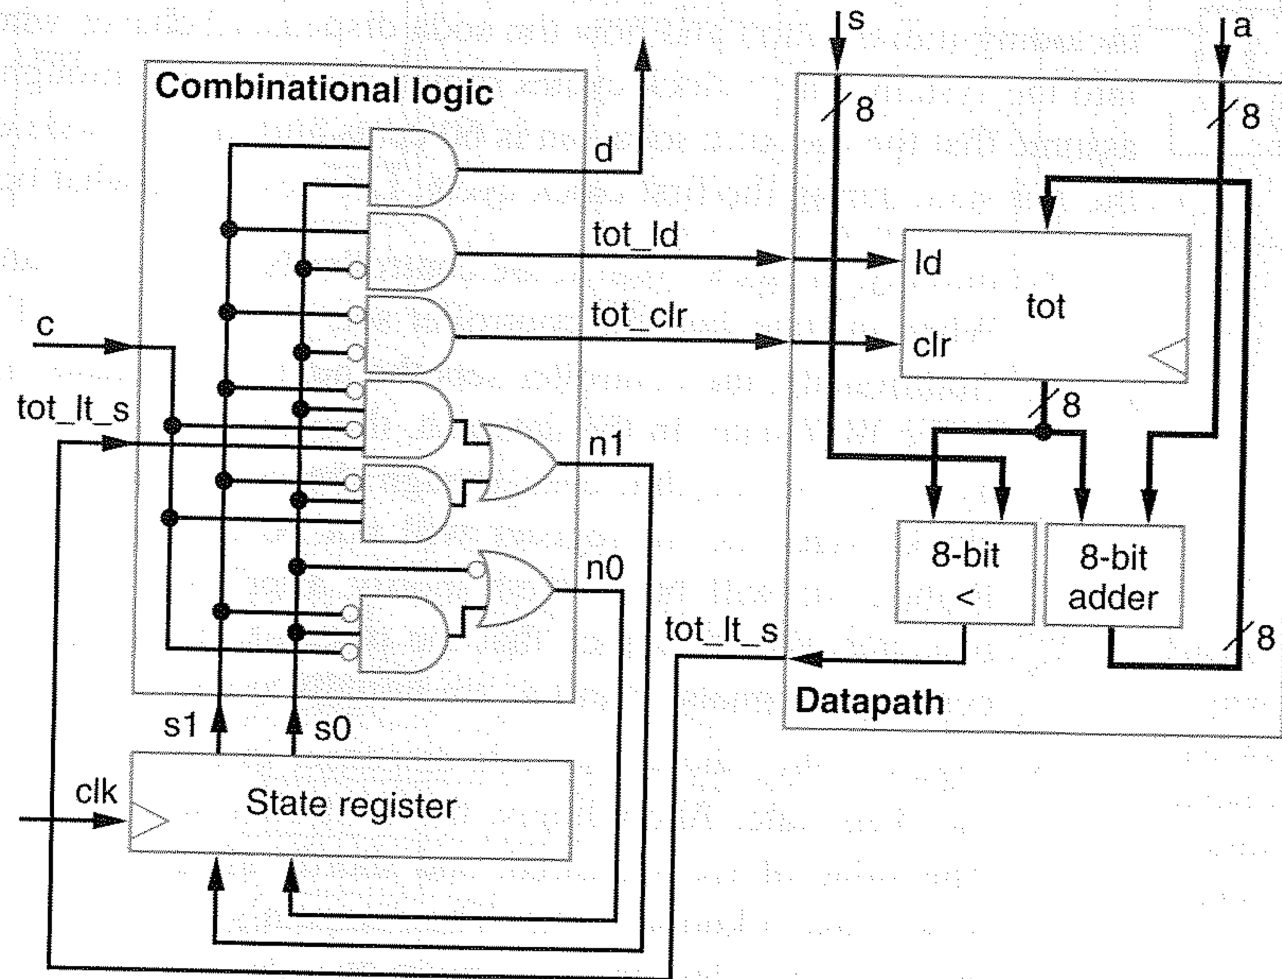 s
a
8
8
Combinational logic
d
tot_ld
ld
tot
tot_clr
clr
c
tot_lt_s
8
n1
8-bit
<
8-bit
adder
n0
tot_lt_s
8
Datapath
s1
s0
clk
State register